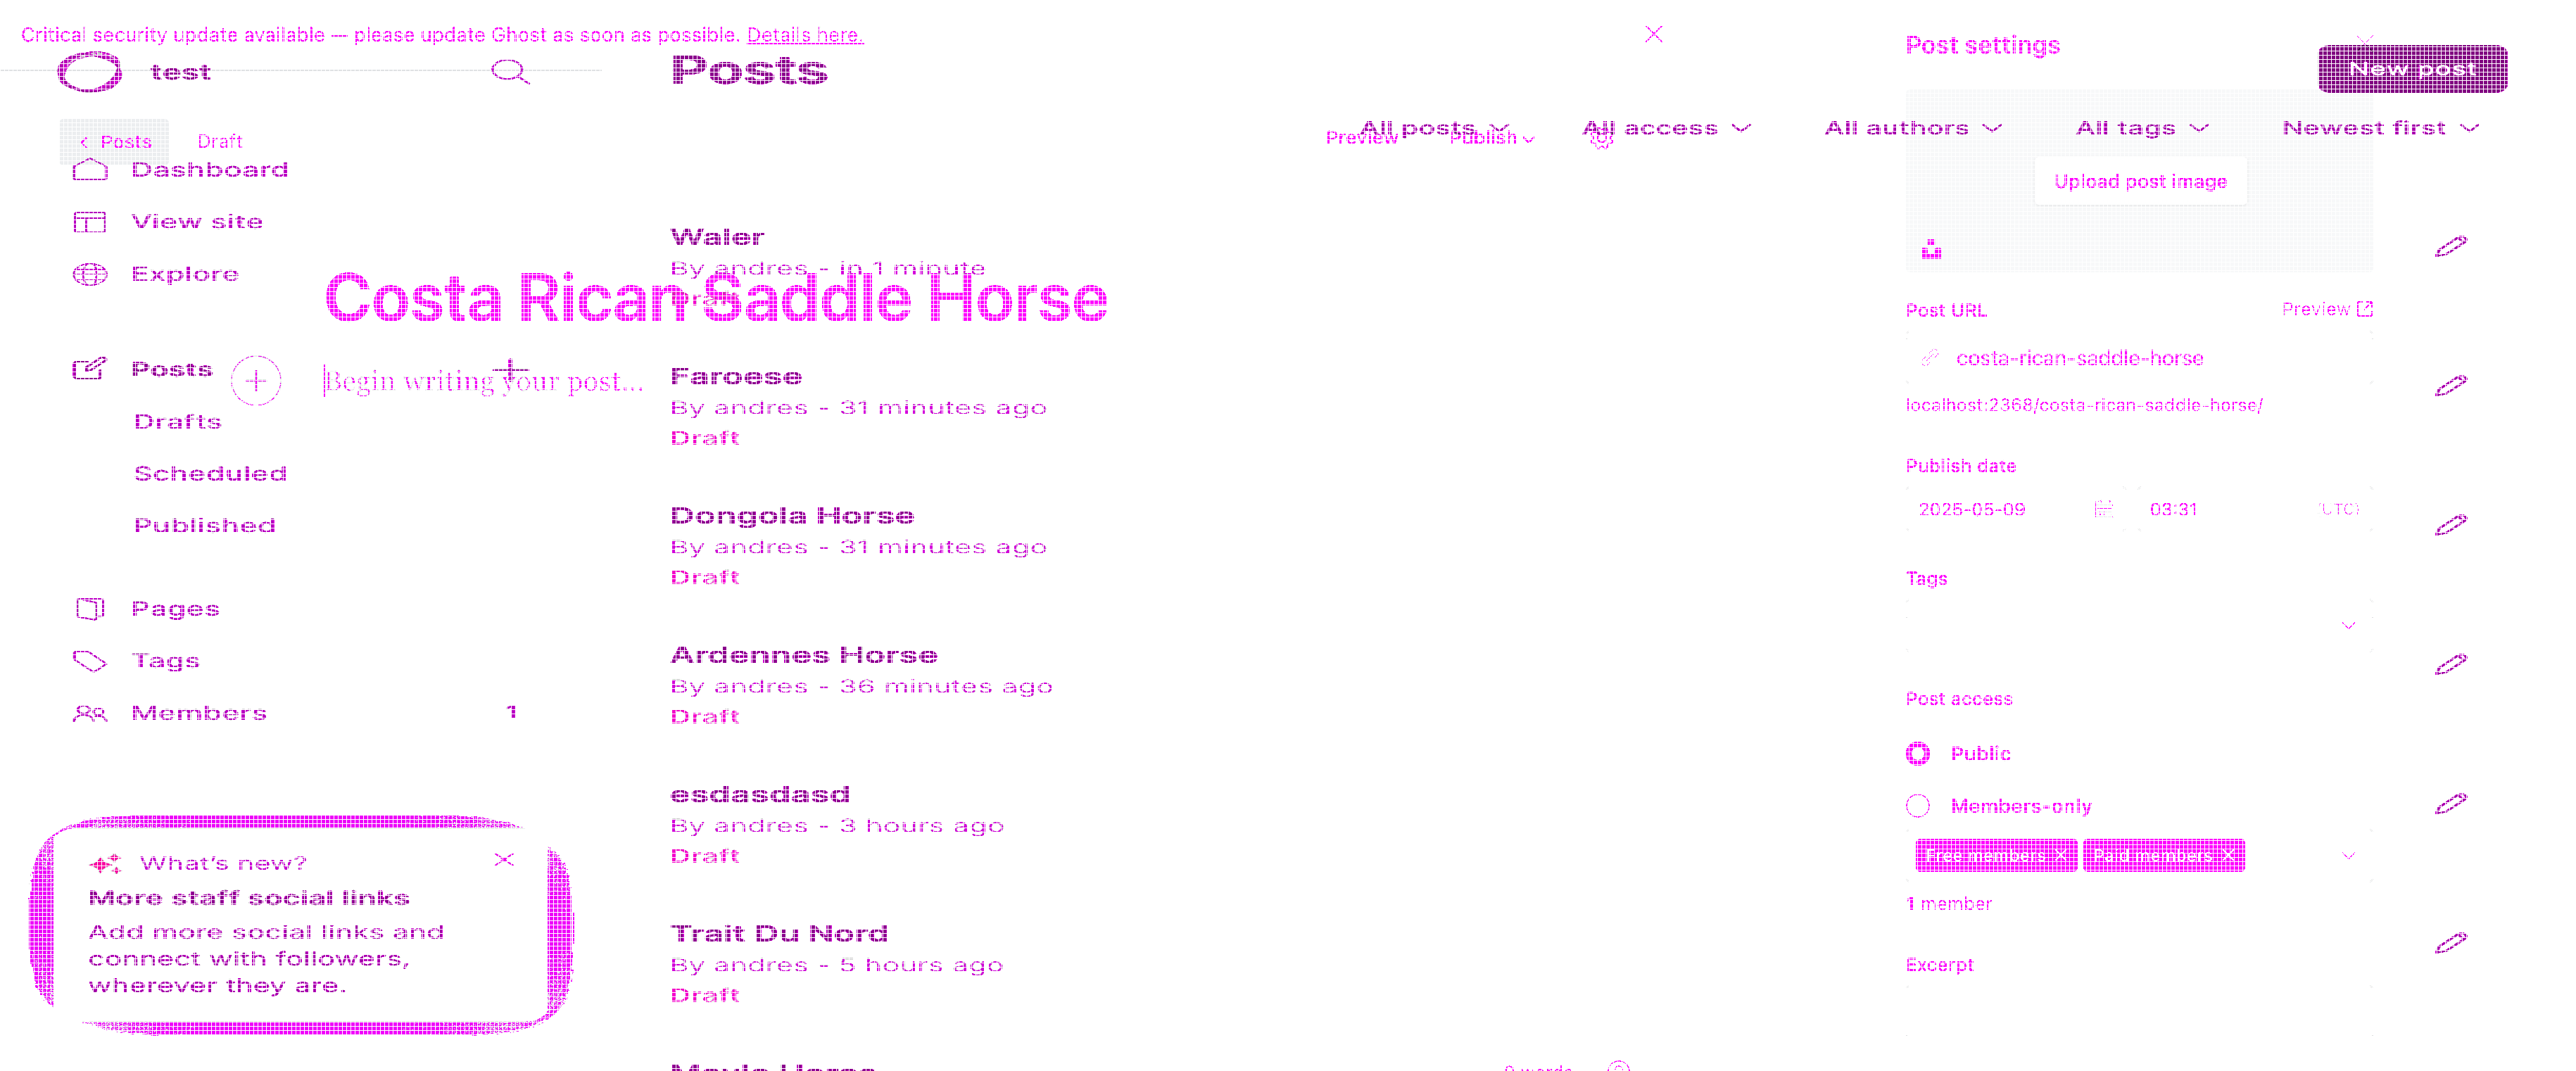 Critical security update available — please update Ghost as soon as possible. Details here.
test
Posts
Post settings
New post
Posts
Draft
Preview
Publish
All posts
All access
All authors
All tags
Newest first
Dashboard
View site
Explore
Upload post image
Waler
By andres - in 1 minute
Costa Rican Saddle Horse
Post URL
Preview
costa-rican-saddle-horse
localhost:2368/costa-rican-saddle-horse/
Posts
Begin writing your post...
Drafts
Scheduled
Published
Faroese
By andres - 31 minutes ago
Draft
Publish date
2025-05-09
03:31
(UTC)
Dongola Horse
By andres - 31 minutes ago
Draft
Tags
Pages
Tags
Members
1
Ardennes Horse
By andres - 36 minutes ago
Draft
Post access
Public
Members-only
Free members
Paid members
1 member
Excerpt
esdasdasd
By andres - 3 hours ago
Draft
What's new?
More staff social links
Add more social links and
connect with followers,
wherever they are.
Trait Du Nord
By andres - 5 hours ago
Draft